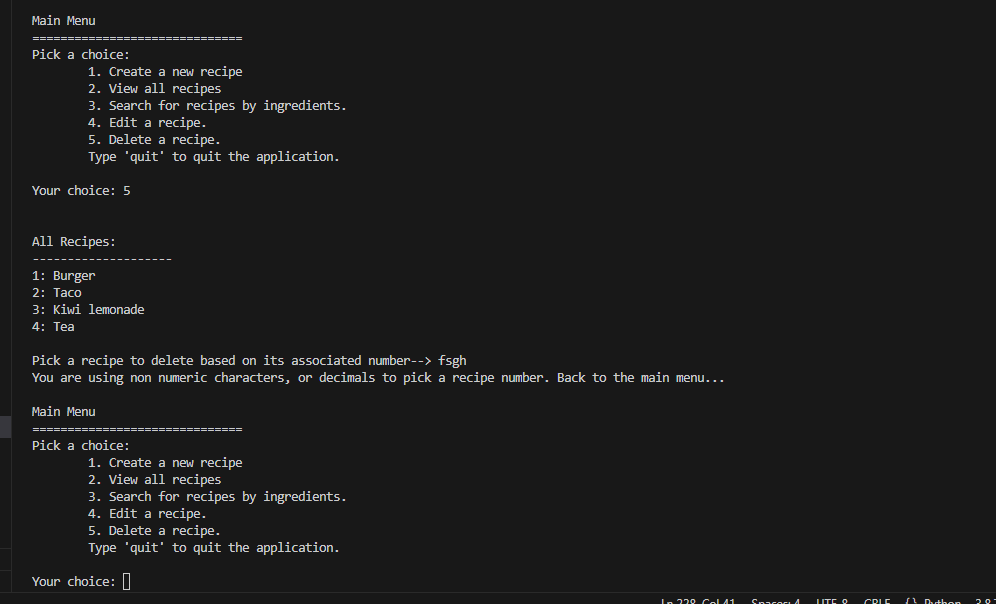 Main Menu
==============================
Pick a choice:
1. Create a new recipe
2. View all recipes
3. Search for recipes by ingredients.
4. Edit a recipe.
5. Delete a recipe.
Type 'quit' to quit the application.
Your choice: 5
All Recipes:
--------------------
1: Burger
2: Taco
3: Kiwi lemonade
4: Tea
Pick a recipe to delete based on its associated number--> fsgh
You are using non numeric characters, or decimals to pick a recipe number. Back to the main menu...
Main Menu
==============================
Pick a choice:
1. Create a new recipe
2. View all recipes
3. Search for recipes by ingredients.
4. Edit a recipe.
5. Delete a recipe.
Type 'quit' to quit the application.
Your choice:
Ln 228, Col 41 Spaces: 4 UTF-8 CRLF {} Python 3.8.